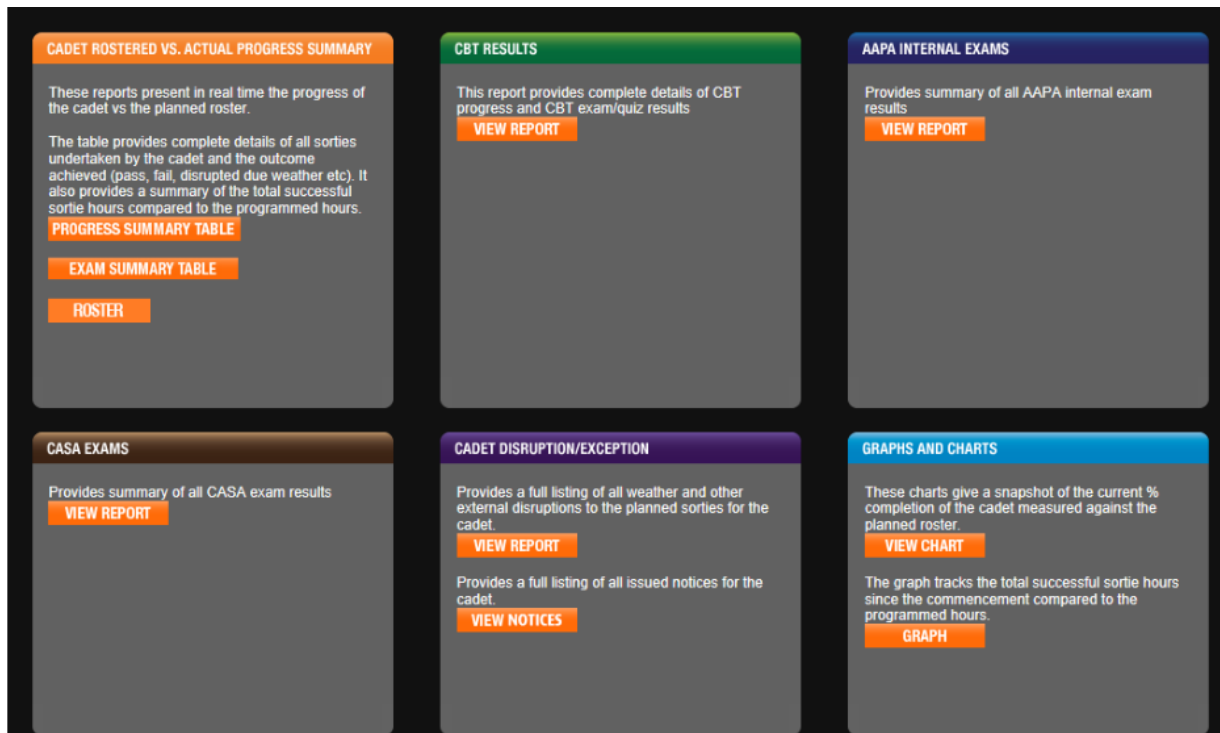 CADET ROSTERED VS. ACTUAL PROGRESS SUMMARY
These reports present in real time the progress of
the cadet vs the planned roster.
The table provides complete details of all sorties
undertaken by the cadet and the outcome
achieved (pass, fail, disrupted due weather etc). It
also provides a summary of the total successful
sortie hours compared to the programmed hours.
PROGRESS SUMMARY TABLE
EXAM SUMMARY TABLE
ROSTER
CBT RESULTS
This report provides complete details of CBT
progress and CBT exam/quiz results
VIEW REPORT
AAPA INTERNAL EXAMS
Provides summary of all AAPA internal exam
results
VIEW REPORT
CASA EXAMS
Provides summary of all CASA exam results
VIEW REPORT
CADET DISRUPTION/EXCEPTION
Provides a full listing of all weather and other
external disruptions to the planned sorties for the
cadet.
VIEW REPORT
Provides a full listing of all issued notices for the
cadet.
VIEW NOTICES
GRAPHS AND CHARTS
These charts give a snapshot of the current %
completion of the cadet measured against the
planned roster.
VIEW CHART
The graph tracks the total successful sortie hours
since the commencement compared to the
programmed hours.
GRAPH